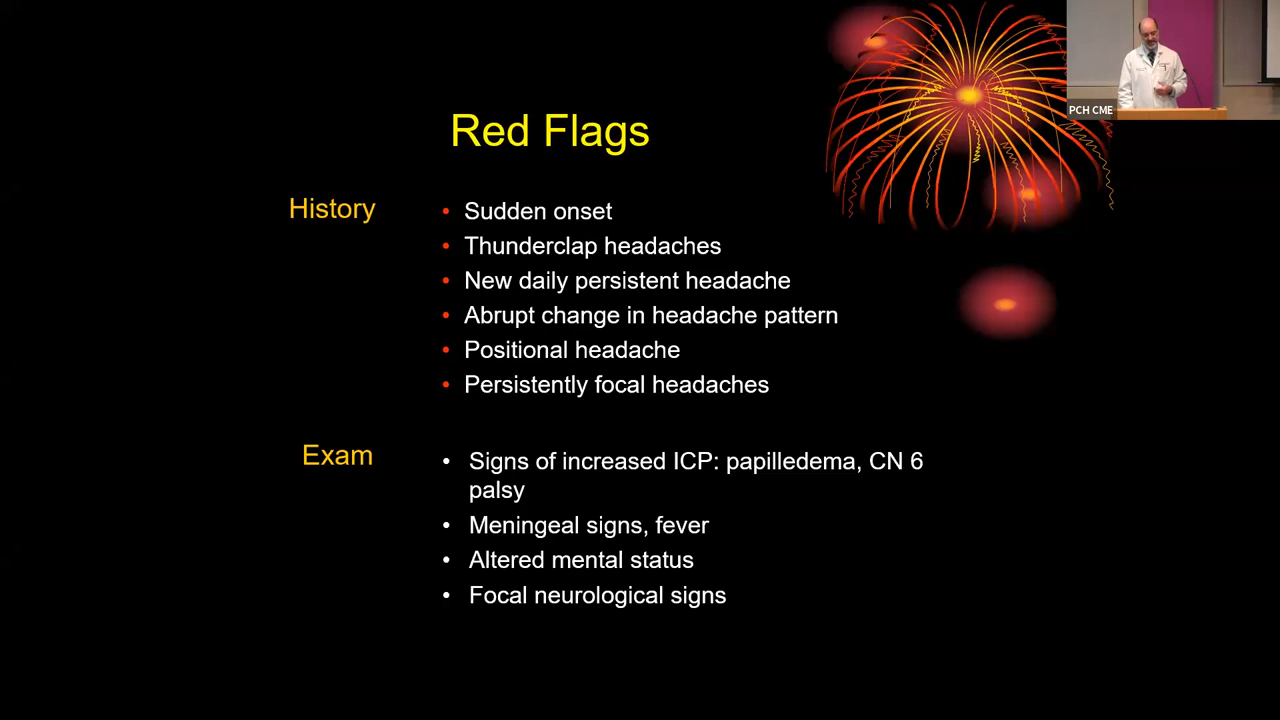 PCH CME
Red Flags
History
• Sudden onset
• Thunderclap headaches
• New daily persistent headache
• Abrupt change in headache pattern
• Positional headache
• Persistently focal headaches
Exam
• Signs of increased ICP: papilledema, CN 6
palsy
• Meningeal signs, fever
• Altered mental status
• Focal neurological signs